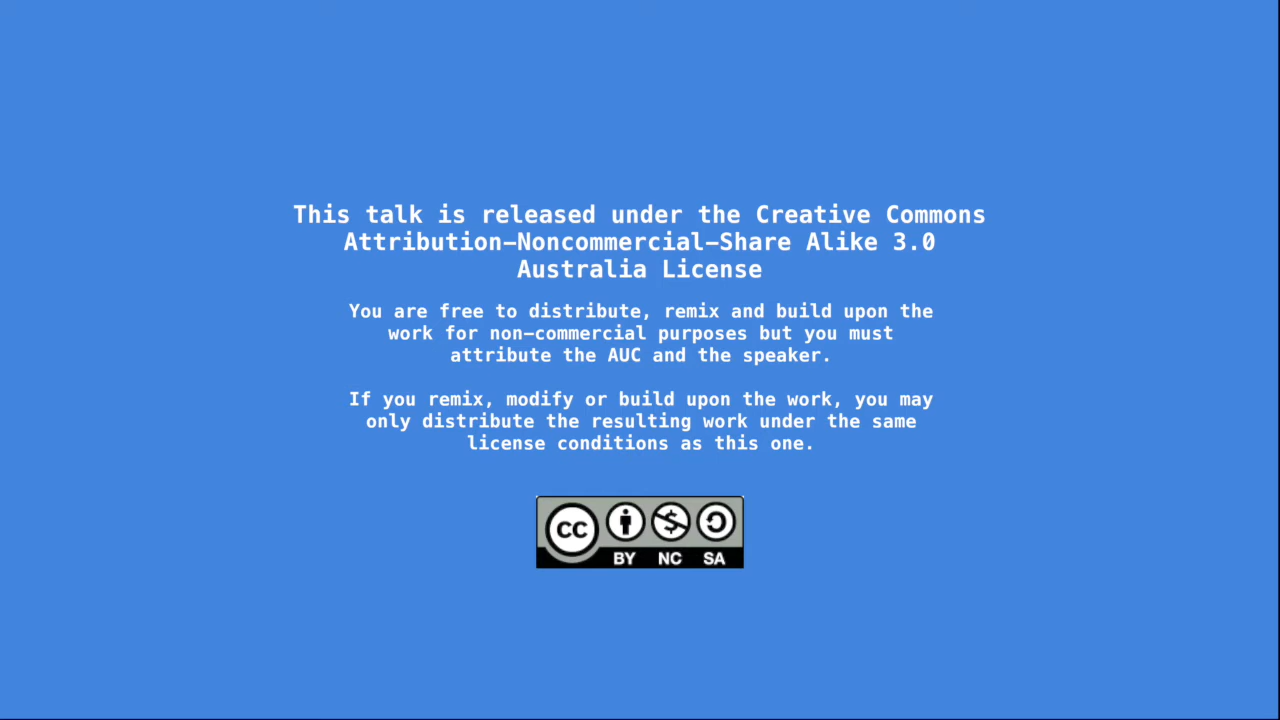 This talk is released under the Creative Commons
Attribution–Noncommercial–Share Alike 3.0
Australia License
You are free to distribute, remix and build upon the
work for non–commercial purposes but you must
attribute the AUC and the speaker.
If you remix, modify or build upon the work, you may
only distribute the resulting work under the same
license conditions as this one.
CC
BY NC SA